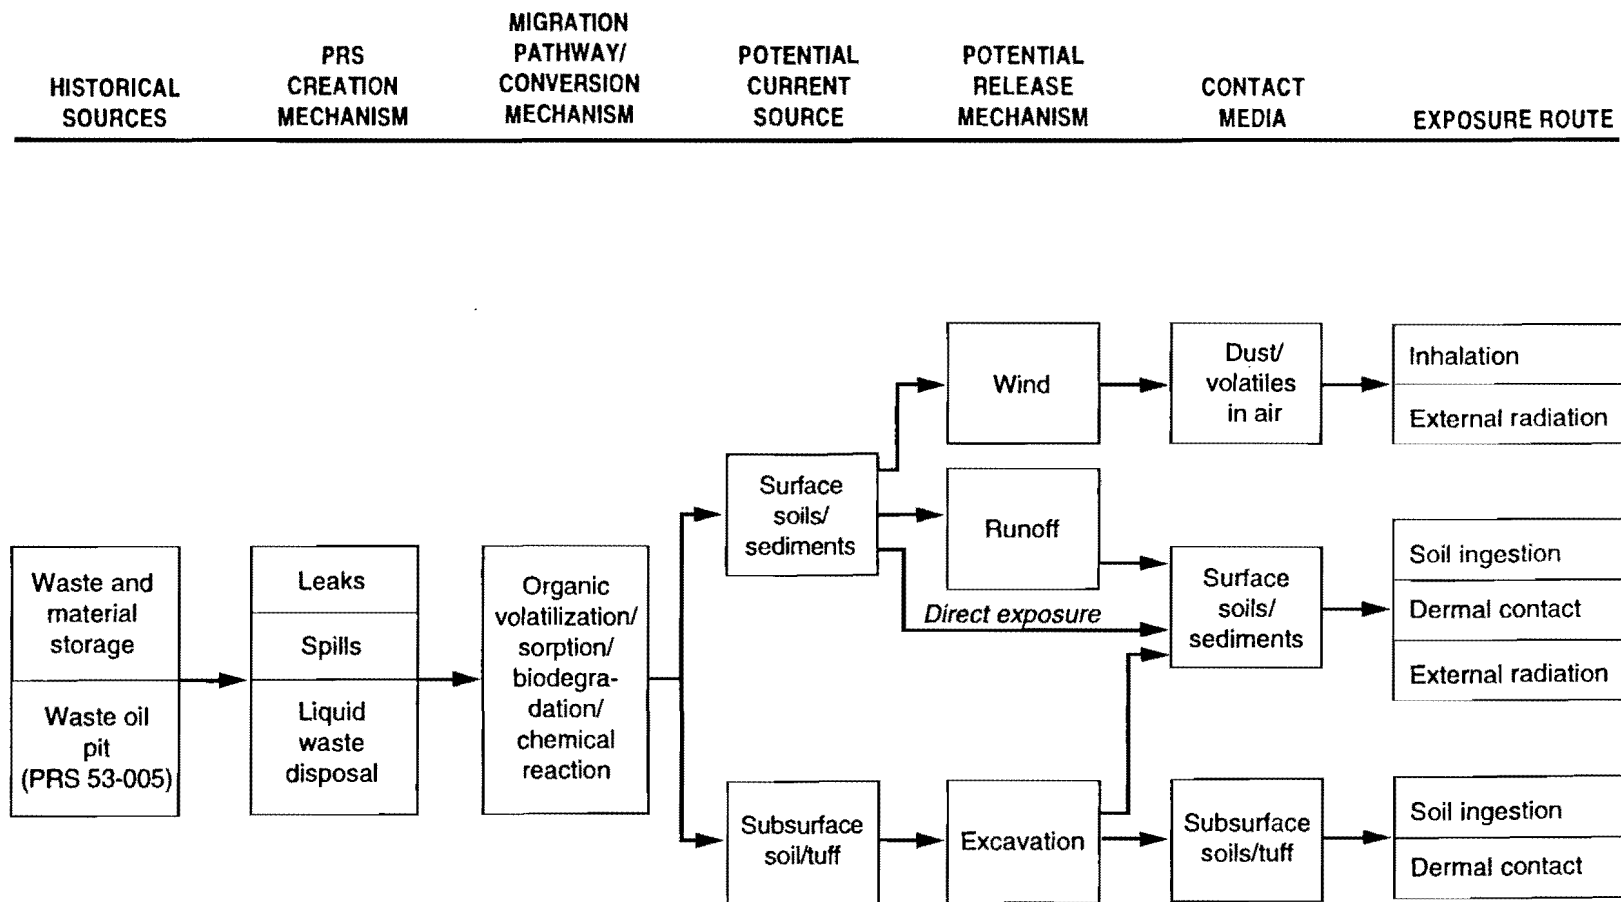 HISTORICAL
SOURCES
PRS
CREATION
MECHANISM
MIGRATION
PATHWAY/
CONVERSION
MECHANISM
POTENTIAL
CURRENT
SOURCE
POTENTIAL
RELEASE
MECHANISM
CONTACT
MEDIA
EXPOSURE ROUTE
Waste and
material
storage
Waste oil
pit
(PRS 53-005)
Leaks
Spills
Liquid
waste
disposal
Organic
volatilization/
sorption/
biodegra-
dation/
chemical
reaction
Surface
soils/
sediments
Subsurface
soil/tuff
Wind
Runoff
Direct exposure
Excavation
Dust/
volatiles
in air
Surface
soils/
sediments
Subsurface
soils/tuff
Inhalation
External radiation
Soil ingestion
Dermal contact
External radiation
Soil ingestion
Dermal contact